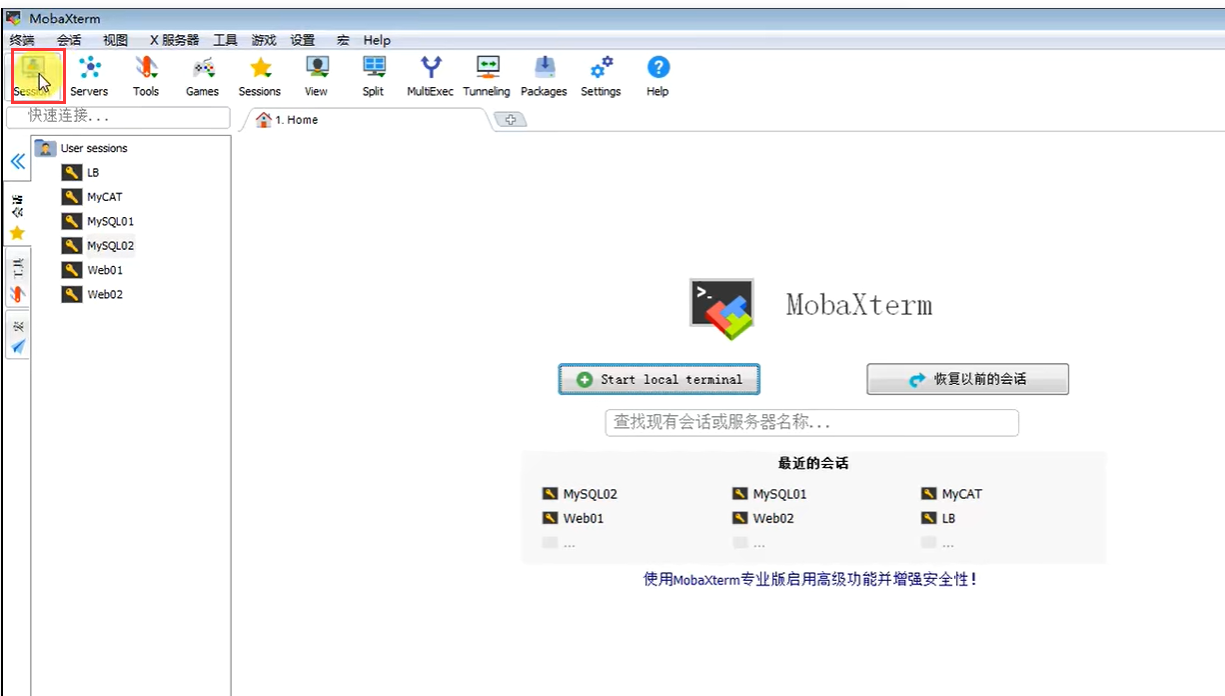 MobaXterm
终端 会话 视图 X 服务器 工具 游戏 设置 宏 Help
Session Servers Tools Games Sessions View Split MultiExec Tunneling Packages Settings Help
快速连接...
1. Home
User sessions
LB
MyCAT
MySQL01
MySQL02
Web01
Web02
会话
工具
宏
>_
MobaXterm
Start local terminal
恢复以前的会话
查找现有会话或服务器名称...
最近的会话
MySQL02 MySQL01 MyCAT
Web01 Web02 LB
... ... ...
使用MobaXterm专业版启用高级功能并增强安全性!